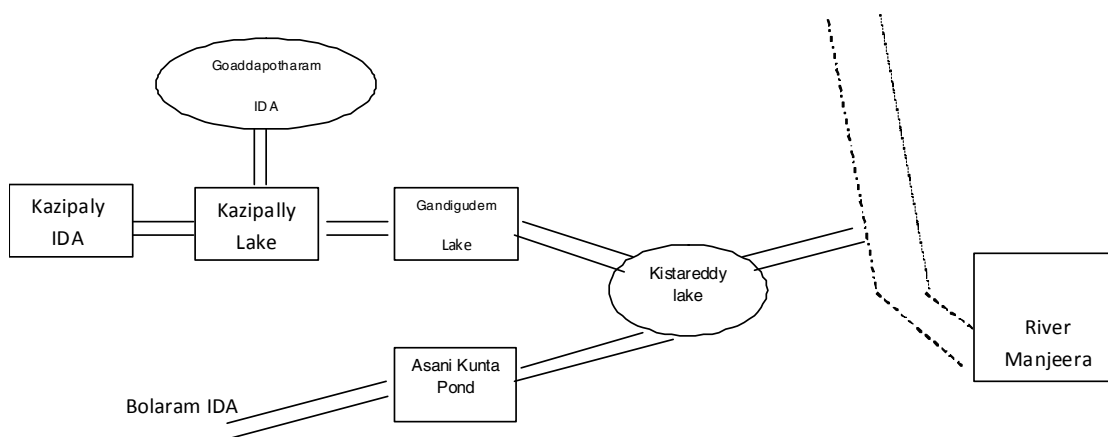 Goaddapotharam
IDA
Kazipaly
IDA
Kazipally
Lake
Gandigudem
Lake
Kistareddy
lake
River
Manjeera
Asani Kunta
Pond
Bolaram IDA